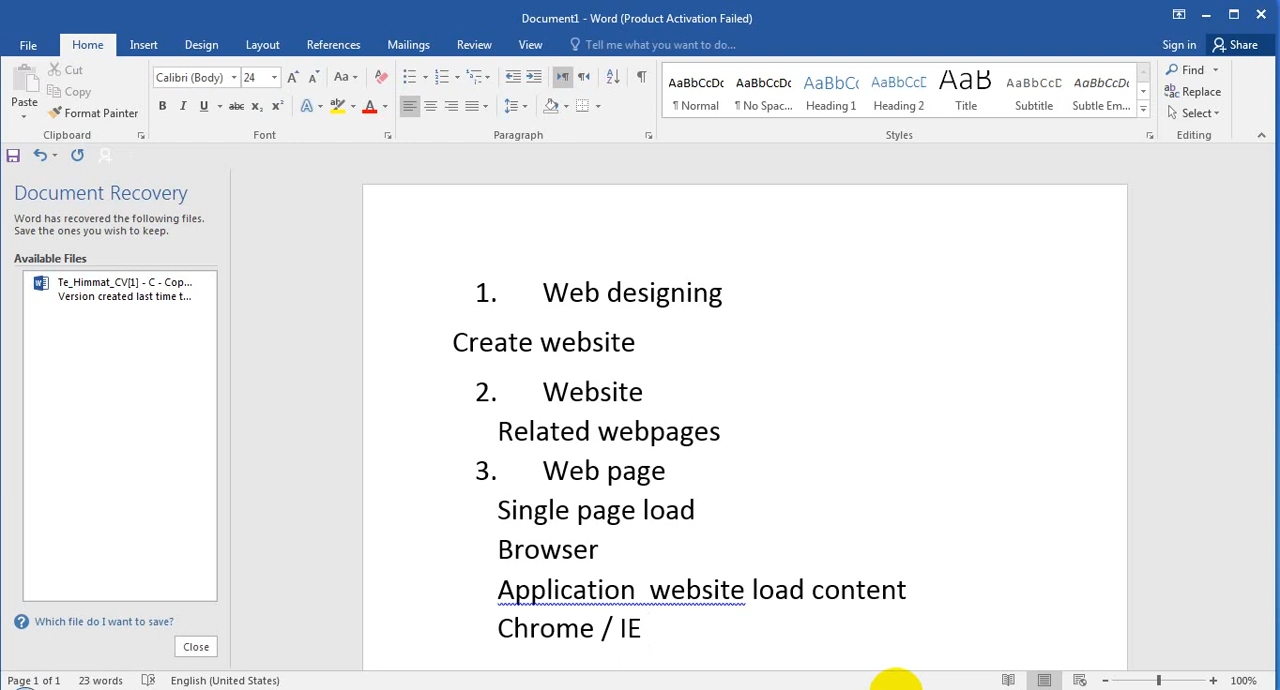 Document1 - Word (Product Activation Failed)
File Home Insert Design Layout References Mailings Review View Tell me what you want to do... Sign in Share
Paste Cut Copy Format Painter
Clipboard
Calibri (Body) 24 Aa
B I U abc x₂ x² A A
Font
Paragraph
AaBbCcDc AaBbCcDc AaBbCc AaBbCcD AaB AaBbCcD AaBbCcDc
¶ Normal ¶ No Spac... Heading 1 Heading 2 Title Subtitle Subtle Em...
Styles
Find
Replace
Select
Editing
Document Recovery
Word has recovered the following files.
Save the ones you wish to keep.
Available Files
Te_Himmat_CV[1] - C - Cop...
Version created last time t...
Which file do I want to save?
Close
1. Web designing
Create website
2. Website
Related webpages
3. Web page
Single page load
Browser
Application  website load content
Chrome / IE
Page 1 of 1 23 words English (United States) 100%